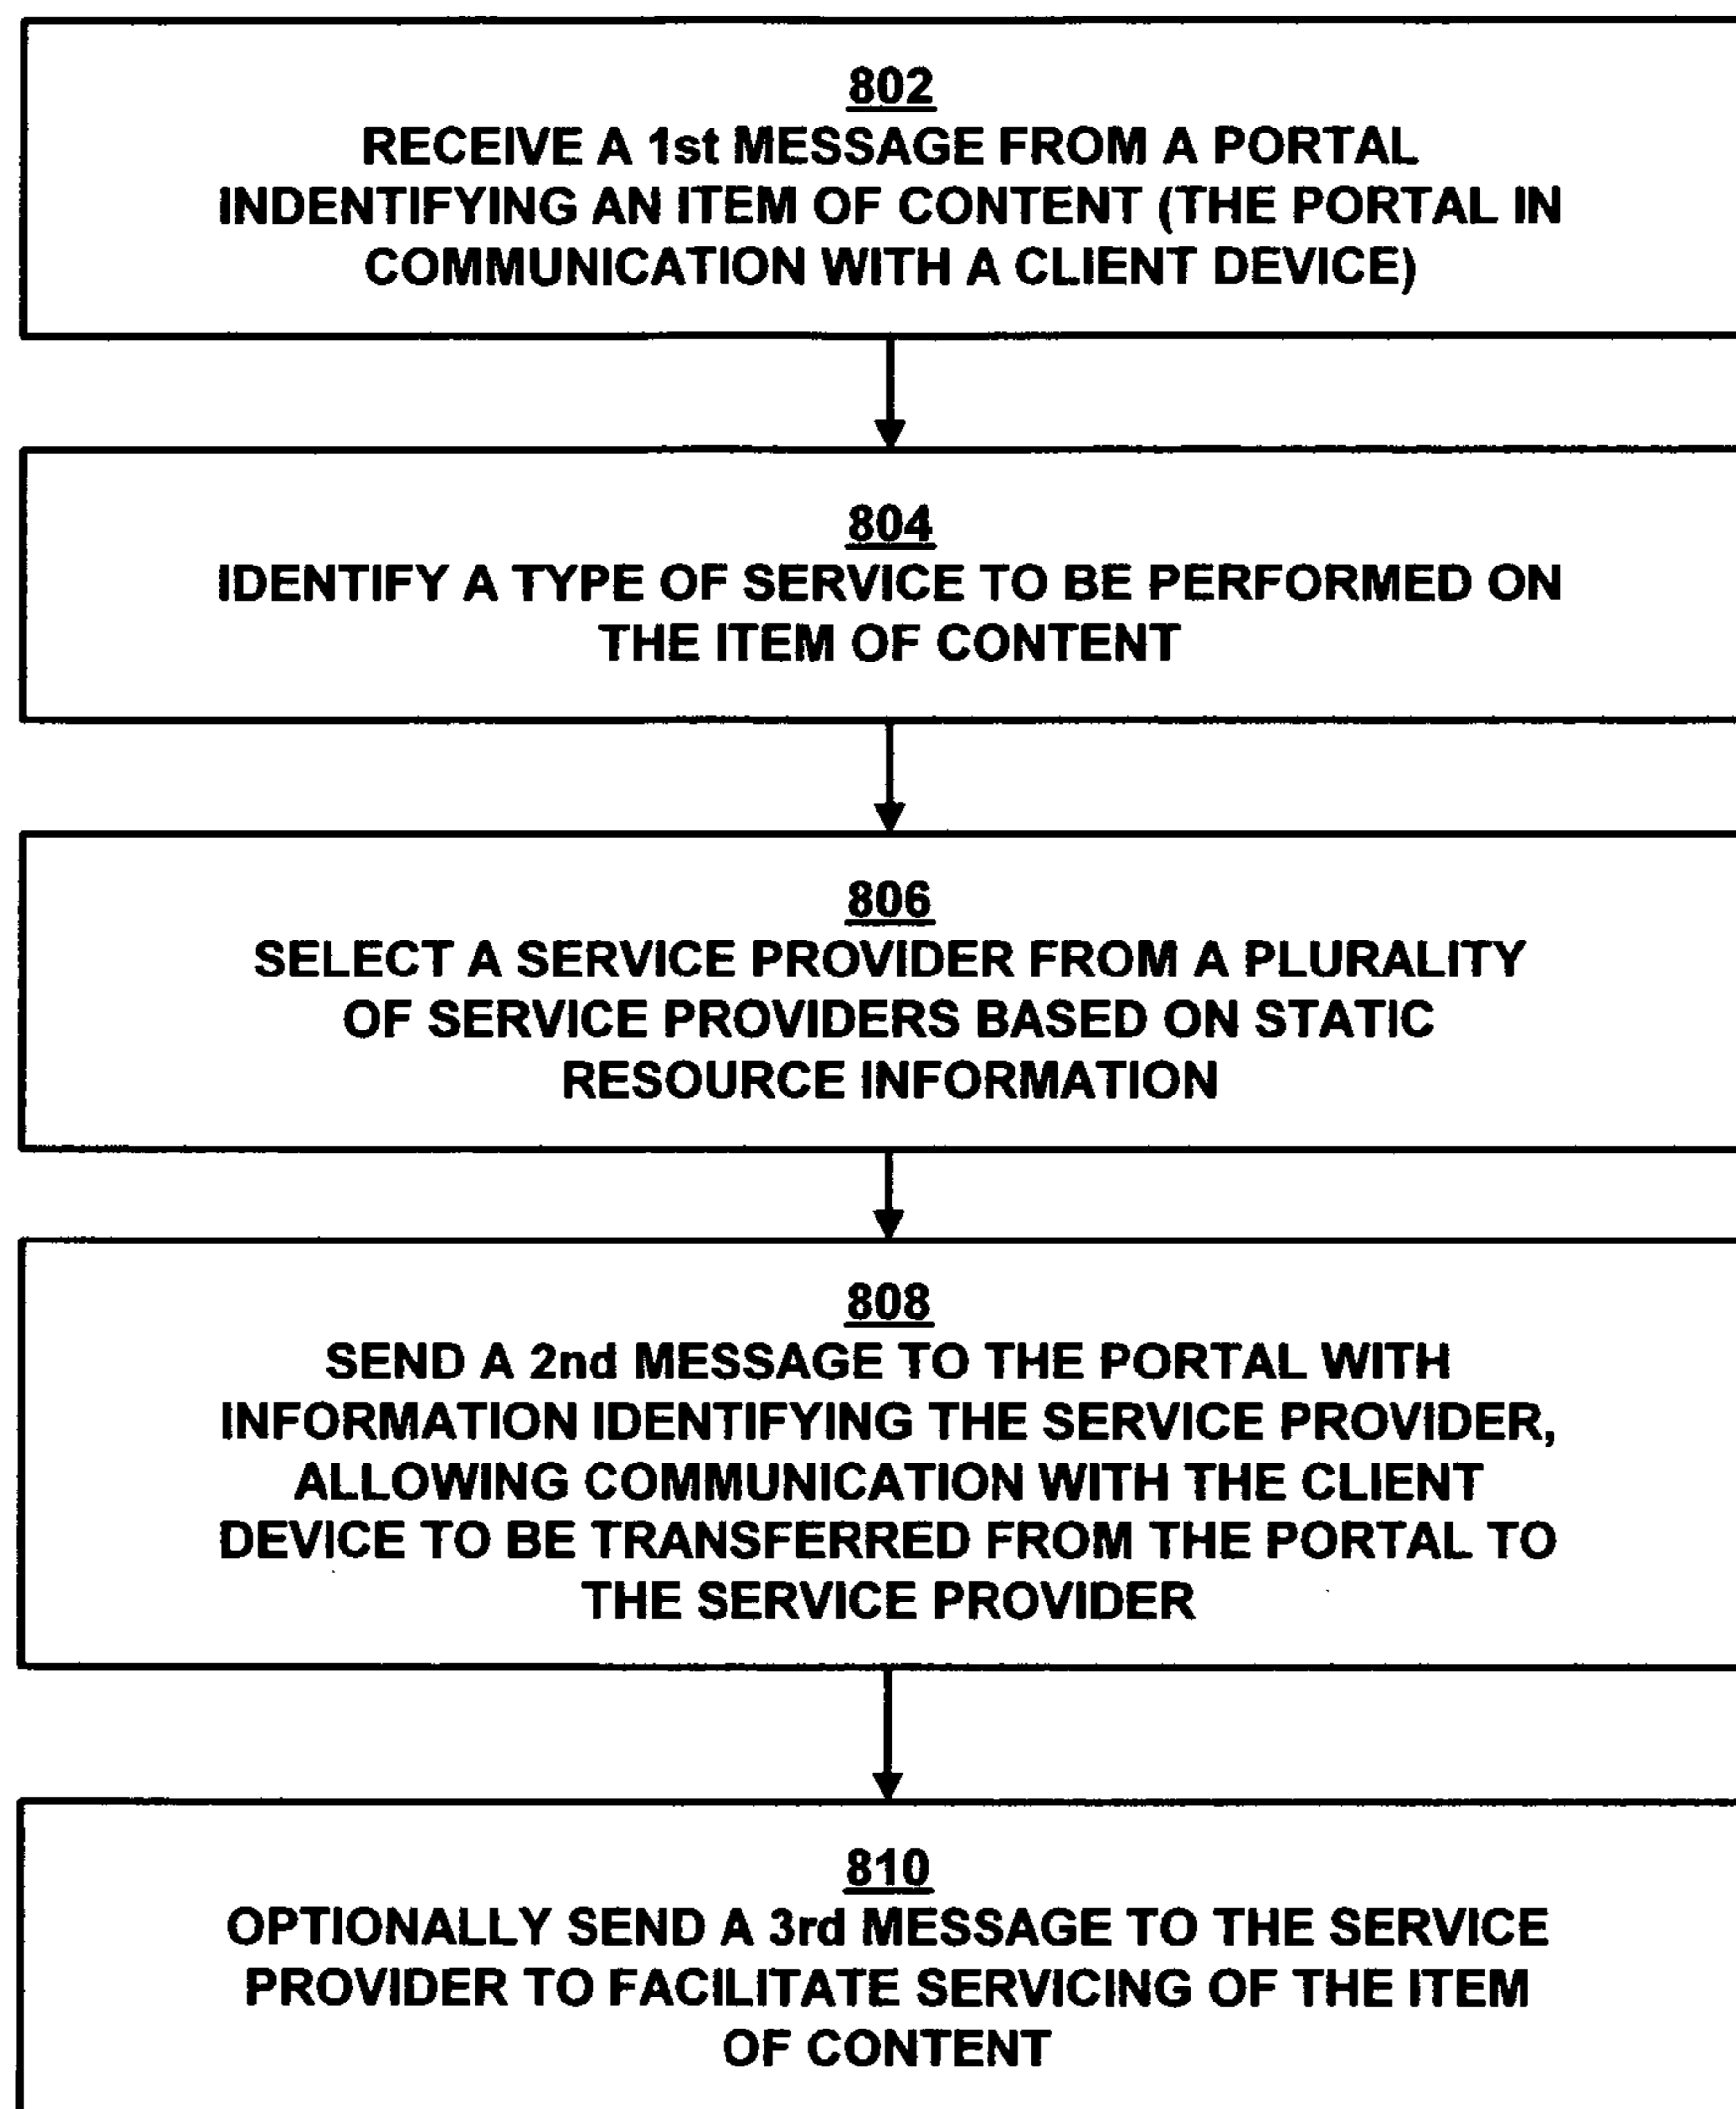 802
RECEIVE A 1st MESSAGE FROM A PORTAL
INDENTIFYING AN ITEM OF CONTENT (THE PORTAL IN
COMMUNICATION WITH A CLIENT DEVICE)
804
IDENTIFY A TYPE OF SERVICE TO BE PERFORMED ON
THE ITEM OF CONTENT
806
SELECT A SERVICE PROVIDER FROM A PLURALITY
OF SERVICE PROVIDERS BASED ON STATIC
RESOURCE INFORMATION
808
SEND A 2nd MESSAGE TO THE PORTAL WITH
INFORMATION IDENTIFYING THE SERVICE PROVIDER,
ALLOWING COMMUNICATION WITH THE CLIENT
DEVICE TO BE TRANSFERRED FROM THE PORTAL TO
THE SERVICE PROVIDER
810
OPTIONALLY SEND A 3rd MESSAGE TO THE SERVICE
PROVIDER TO FACILITATE SERVICING OF THE ITEM
OF CONTENT